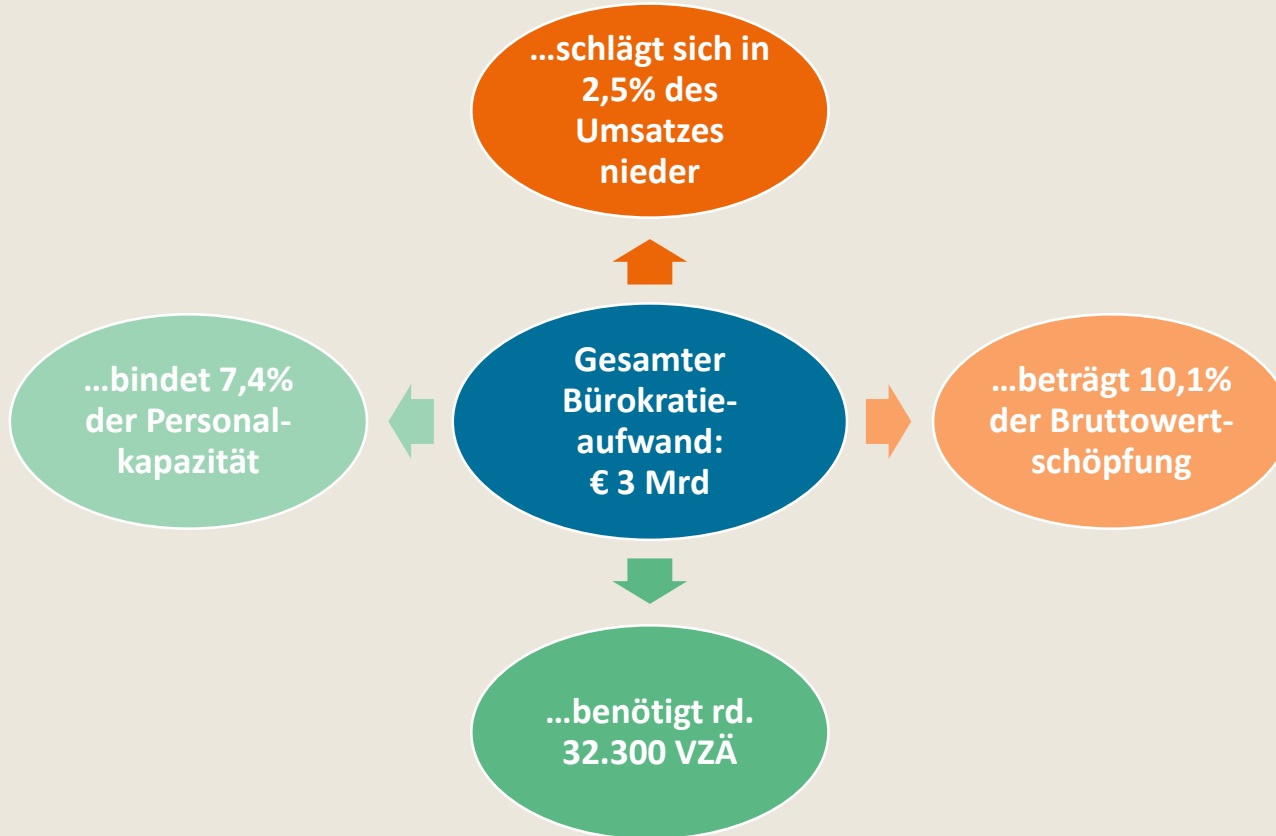 …schlägt sich in
2,5% des
Umsatzes
nieder
…bindet 7,4%
der Personal-
kapazität
Gesamter
Bürokratie-
aufwand:
€ 3 Mrd
…beträgt 10,1%
der Bruttowert-
schöpfung
…benötigt rd.
32.300 VZÄ